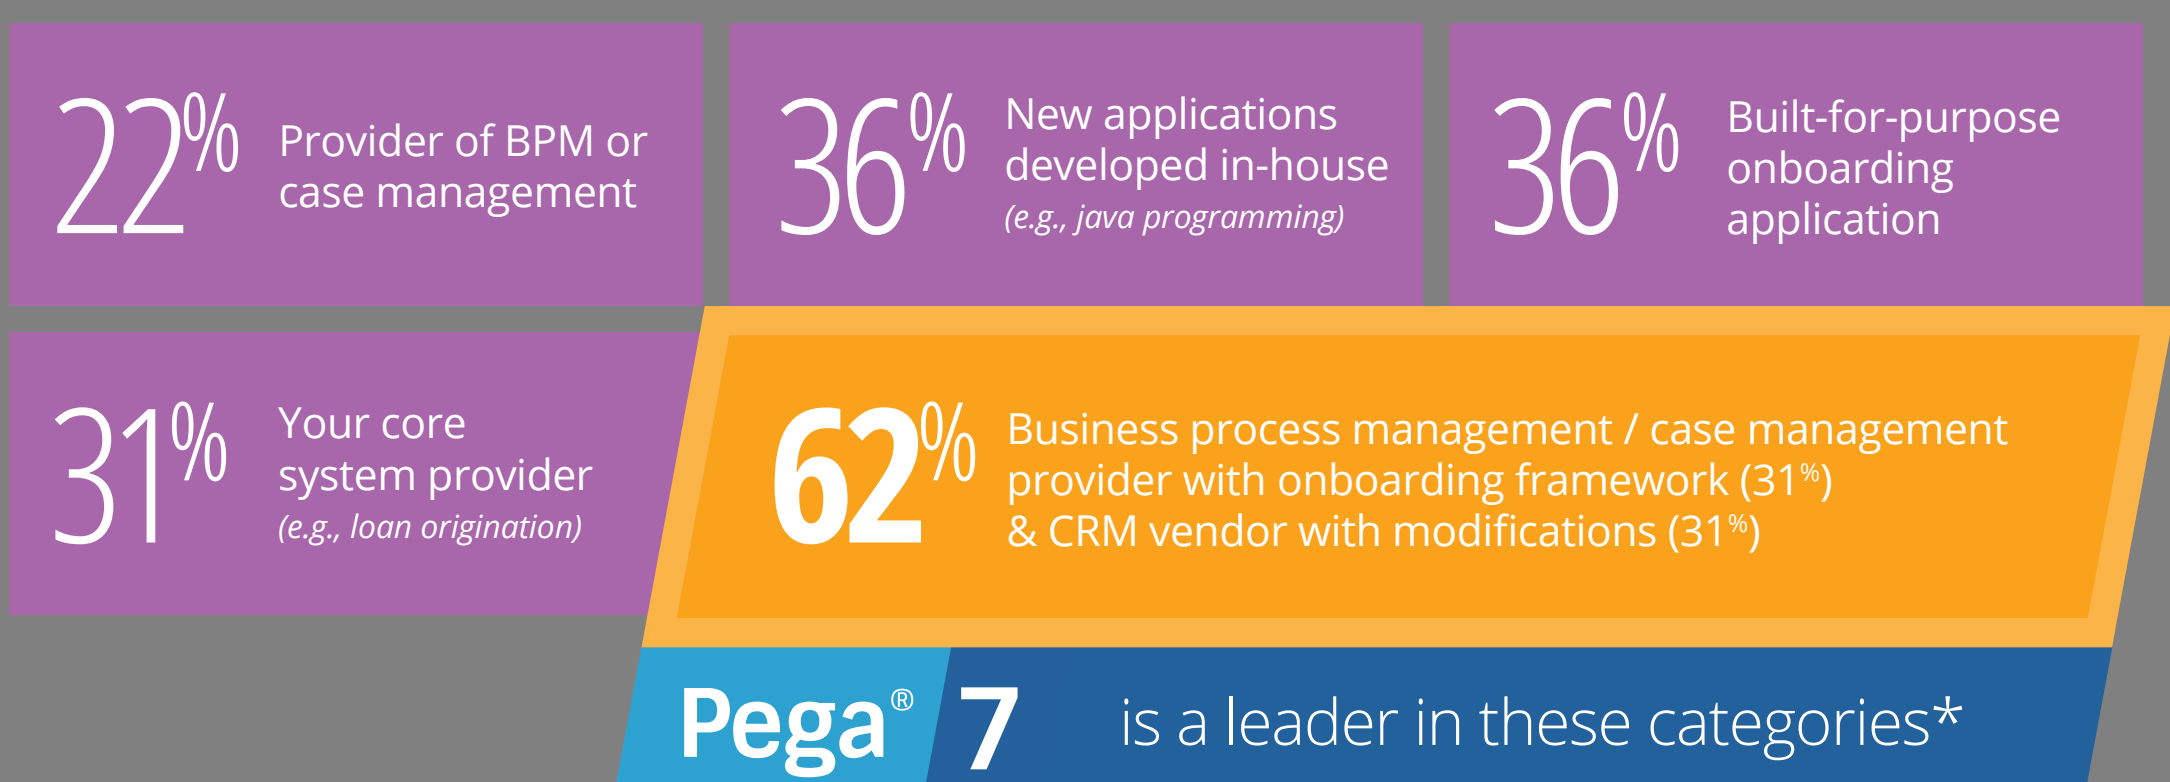 22%
Provider of BPM or
case management
36%
New applications
developed in-house
(e.g., java programming)
36%
Built-for-purpose
onboarding
application
31%
Your core
system provider
(e.g., loan origination)
62%
Business process management / case management
provider with onboarding framework (31%)
& CRM vendor with modifications (31%)
Pega® 7 is a leader in these categories*